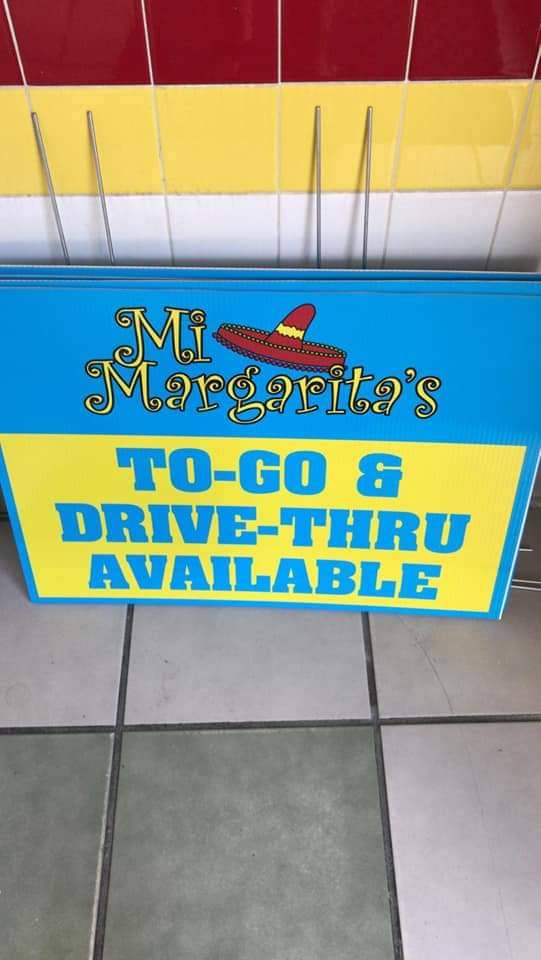 Mi
Margarita's
TO-GO &
DRIVE-THRU
AVAILABLE